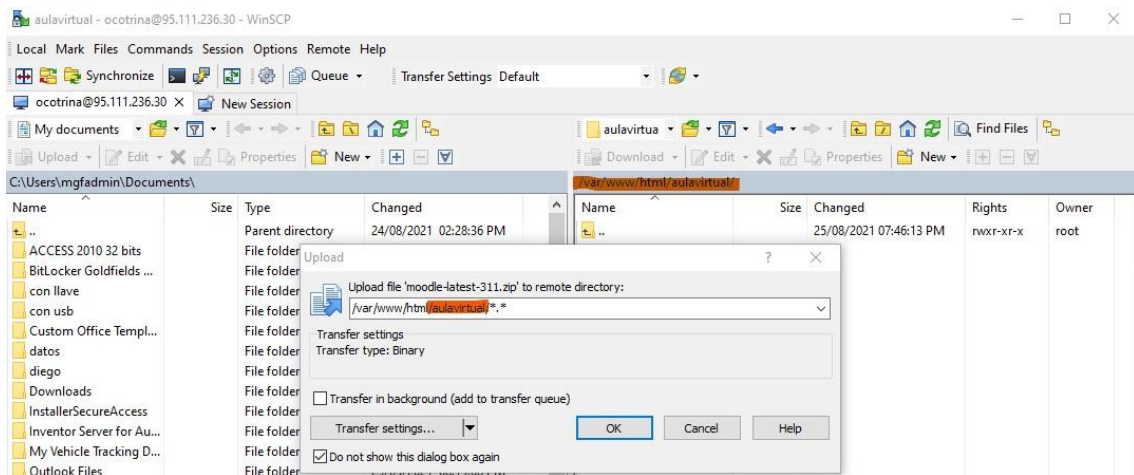 aulavirtual - ocotrina@95.111.236.30 - WinSCP
Local Mark Files Commands Session Options Remote Help
Synchronize Queue Transfer Settings Default
ocotrina@95.111.236.30 × New Session
My documents aulavirtua Find Files
Upload Edit Properties New Download Edit Properties New
C:\Users\mgfadmin\Documents\ /var/www/html/aulavirtual/
Name Size Type Changed Name Size Changed Rights Owner
.. Parent directory 24/08/2021 02:28:36 PM .. 25/08/2021 07:46:13 PM rwxr-xr-x root
ACCESS 2010 32 bits File folder
BitLocker Goldfields ... File folder
con llave File folder
con usb File folder
Custom Office Templ... File folder
datos File folder
diego File folder
Downloads File folder
InstallerSecureAccess File folder
Inventor Server for Au... File folder
My Vehicle Tracking D... File folder
Outlook Files File folder
Upload ?
Upload file 'moodle-latest-311.zip' to remote directory:
/var/www/html/aulavirtual/*.*
Transfer settings
Transfer type: Binary
Transfer in background (add to transfer queue)
Transfer settings... OK Cancel Help
Do not show this dialog box again